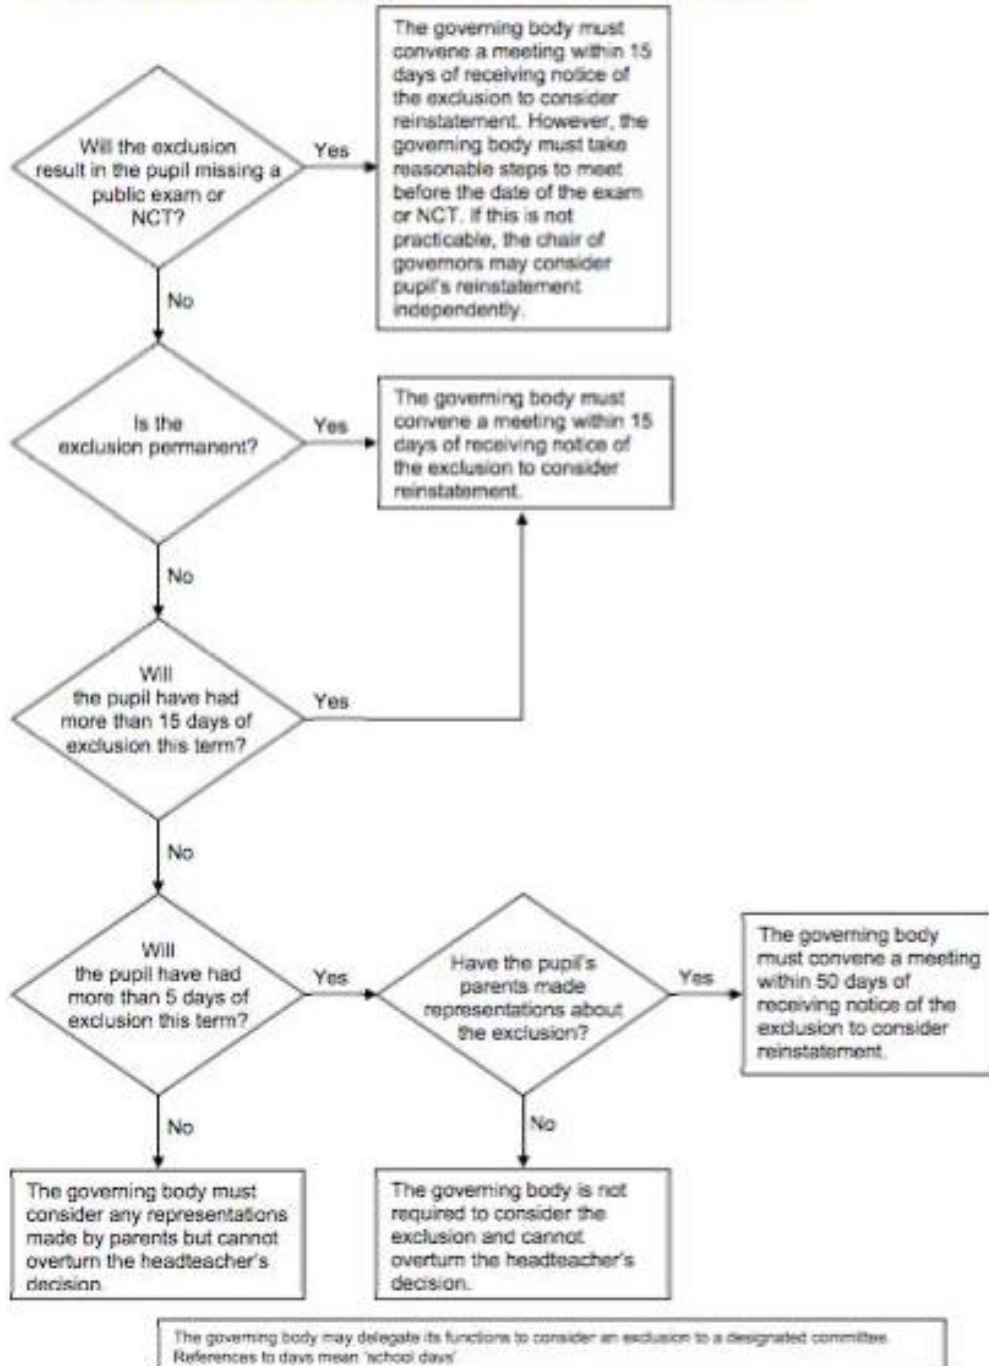 The governing body must
convene a meeting within 15
days of receiving notice of
the exclusion to consider
reinstatement. However, the
governing body must take
reasonable steps to meet
before the date of the exam
or NCT. If this is not
practicable, the chair of
governors may consider
pupil's reinstatement
independently.
Will the exclusion
result in the pupil missing a
public exam or
NCT?
Yes
No
Is the
exclusion permanent?
Yes
The governing body must
convene a meeting within 15
days of receiving notice of
the exclusion to consider
reinstatement.
No
Will
the pupil have had
more than 15 days of
exclusion this term?
Yes
No
Will
the pupil have had
more than 5 days of
exclusion this term?
Yes
Have the pupil's
parents made
representations about
the exclusion?
Yes
The governing body
must convene a meeting
within 50 days of
receiving notice of the
exclusion to consider
reinstatement.
No
No
The governing body must
consider any representations
made by parents but cannot
overturn the headteacher's
decision.
The governing body is not
required to consider the
exclusion and cannot
overturn the headteacher's
decision.
The governing body may delegate its functions to consider an exclusion to a designated committee.
References to days mean 'school days'